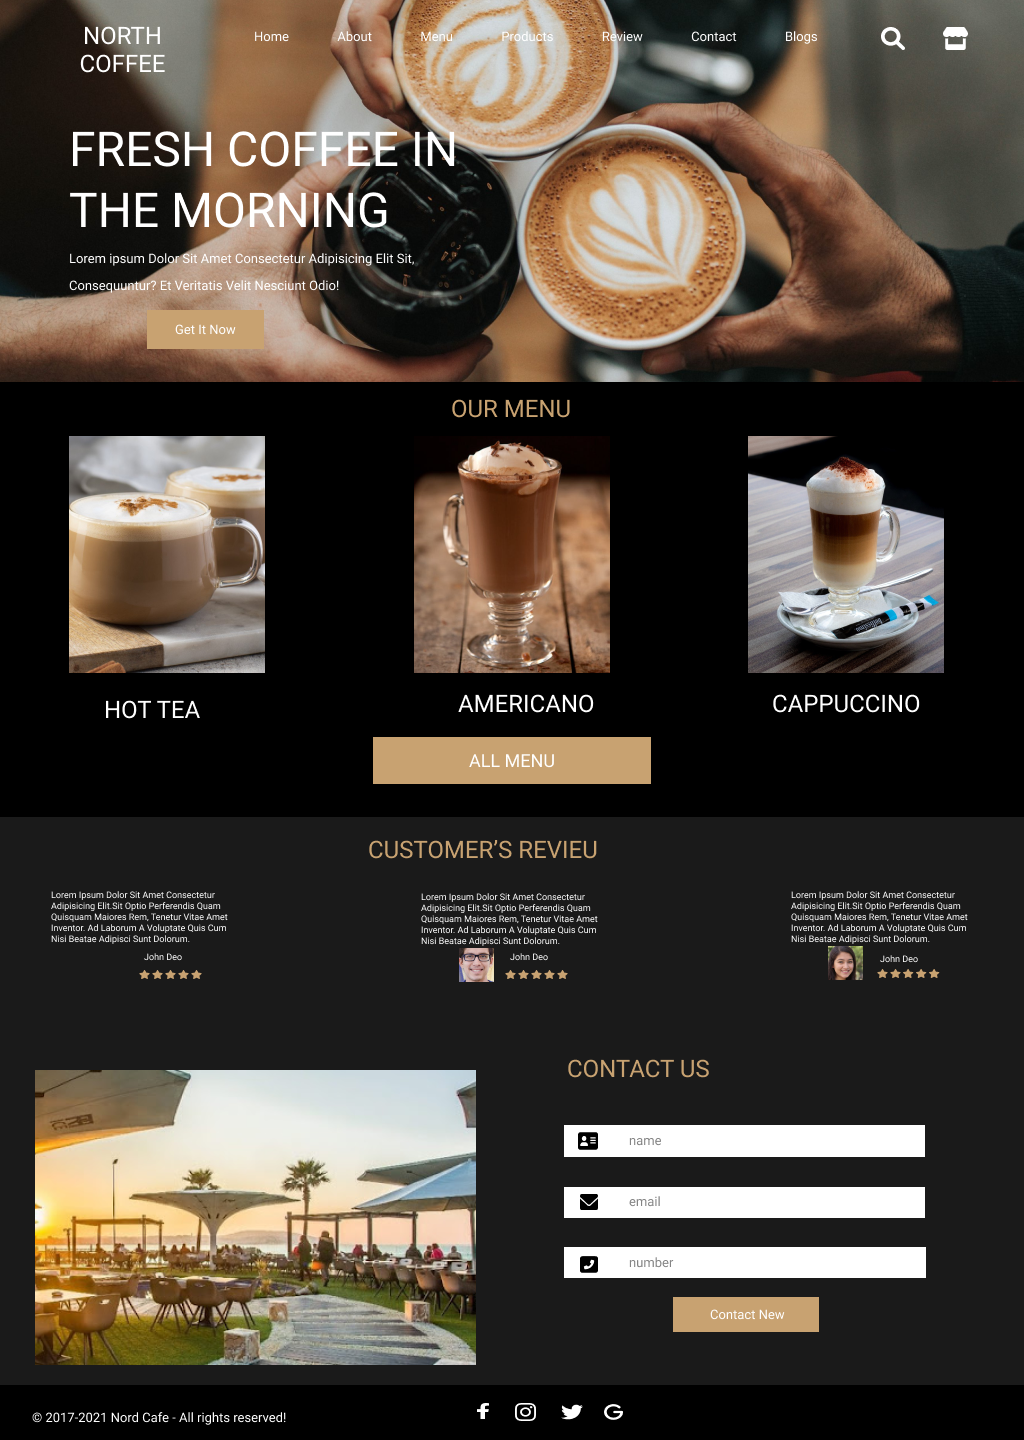 NORTH
COFFEE
Home About Menu Products Review Contact Blogs
FRESH COFFEE IN
THE MORNING
Lorem ipsum Dolor Sit Amet Consectetur Adipisicing Elit Sit,
Consequuntur? Et Veritatis Velit Nesciunt Odio!
Get It Now
OUR MENU
HOT TEA
AMERICANO
CAPPUCCINO
ALL MENU
CUSTOMER'S REVIEU
Lorem Ipsum Dolor Sit Amet Consectetur
Adipisicing Elit.Sit Optio Perferendis Quam
Quisquam Maiores Rem, Tenetur Vitae Amet
Inventor. Ad Laborum A Voluptate Quis Cum
Nisi Beatae Adipisci Sunt Dolorum.
John Deo
Lorem Ipsum Dolor Sit Amet Consectetur
Adipisicing Elit.Sit Optio Perferendis Quam
Quisquam Maiores Rem, Tenetur Vitae Amet
Inventor. Ad Laborum A Voluptate Quis Cum
Nisi Beatae Adipisci Sunt Dolorum.
John Deo
Lorem Ipsum Dolor Sit Amet Consectetur
Adipisicing Elit.Sit Optio Perferendis Quam
Quisquam Maiores Rem, Tenetur Vitae Amet
Inventor. Ad Laborum A Voluptate Quis Cum
Nisi Beatae Adipisci Sunt Dolorum.
John Deo
CONTACT US
name
email
number
Contact New
© 2017-2021 Nord Cafe - All rights reserved!